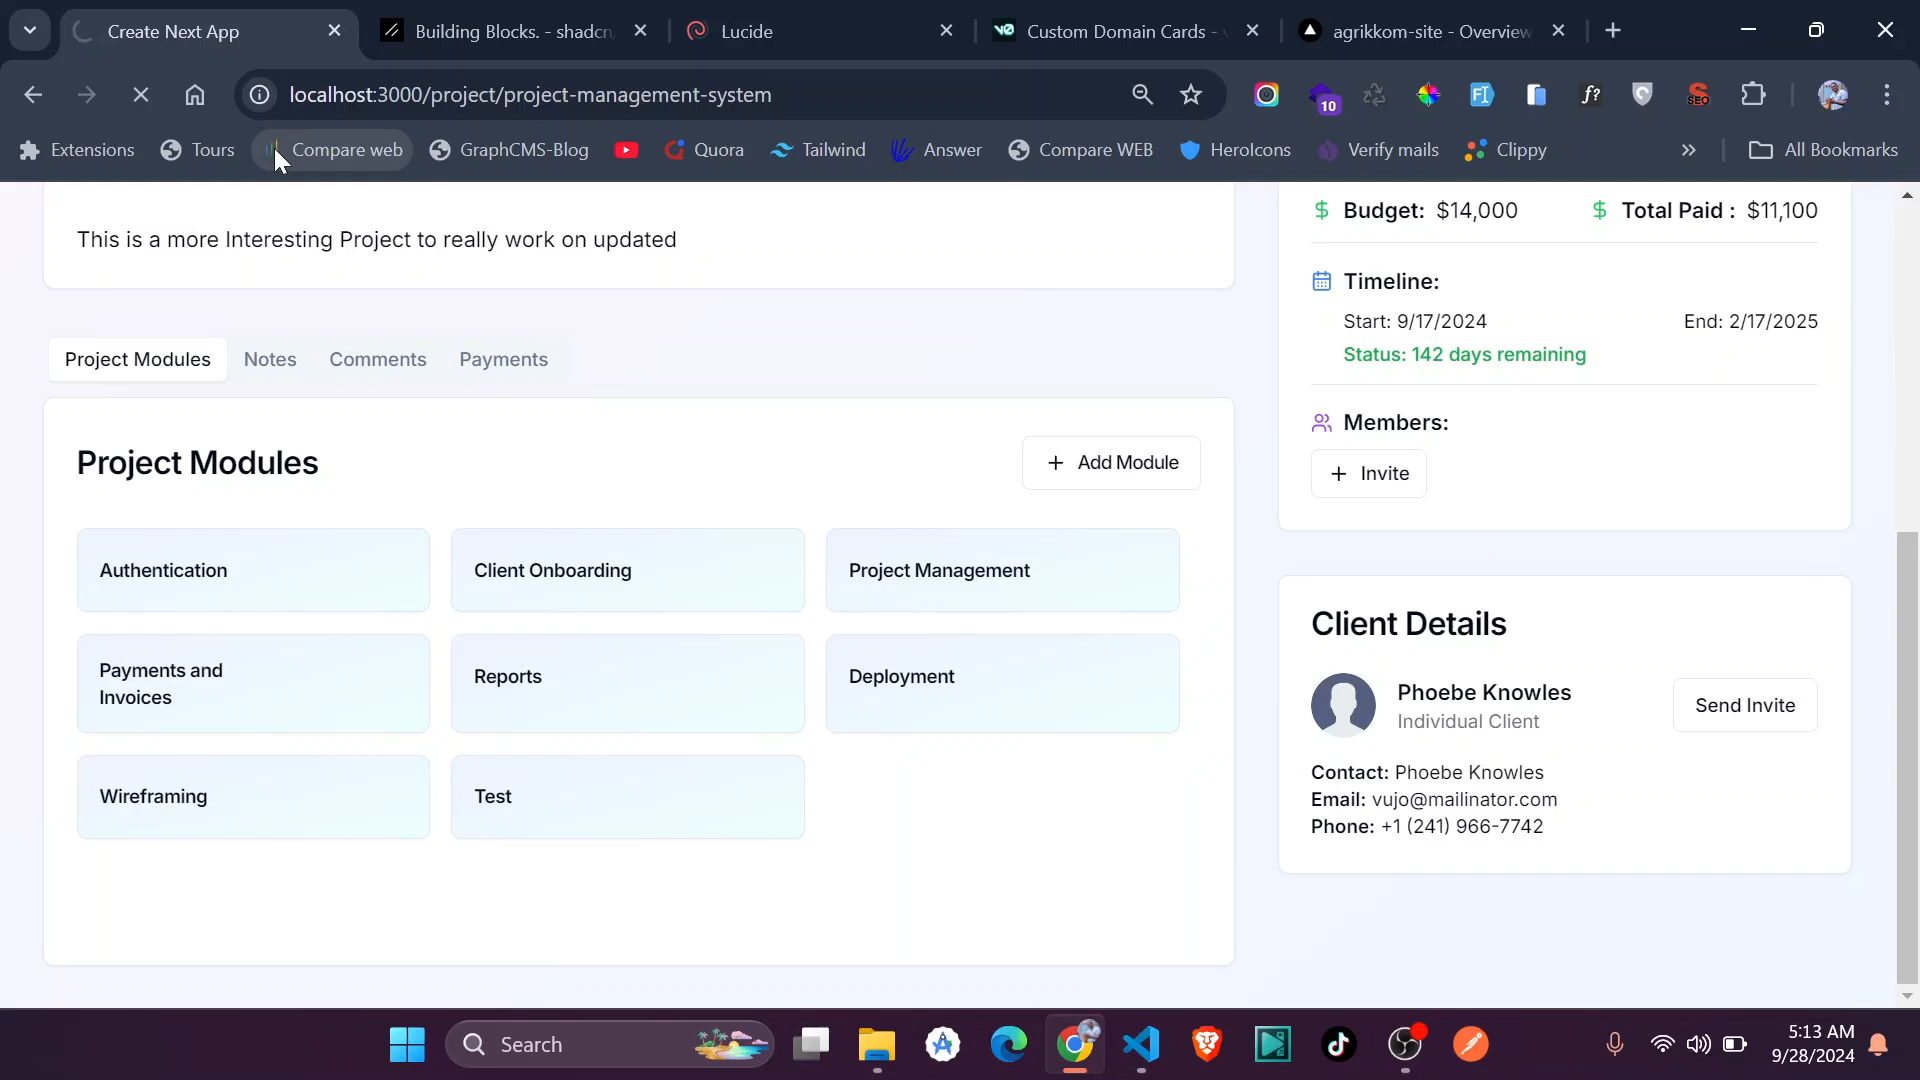 Create Next App
Building Blocks. - shadcn
Lucide
Custom Domain Cards - v
agrikkom-site - Overview
localhost:3000/project/project-management-system
10
f?
SEO
Extensions
Tours
Compare web
GraphCMS-Blog
Quora
Tailwind
Answer
Compare WEB
HeroIcons
Verify mails
Clippy
All Bookmarks
This is a more Interesting Project to really work on updated
Budget: $14,000
Total Paid : $11,100
Timeline:
Start: 9/17/2024
End: 2/17/2025
Status: 142 days remaining
Members:
Invite
Project Modules
Notes
Comments
Payments
Project Modules
Add Module
Authentication
Client Onboarding
Project Management
Payments and
Invoices
Reports
Deployment
Wireframing
Test
Client Details
Phoebe Knowles
Individual Client
Send Invite
Contact: Phoebe Knowles
Email: vujo@mailinator.com
Phone: +1 (241) 966-7742
Search
5:13 AM
9/28/2024